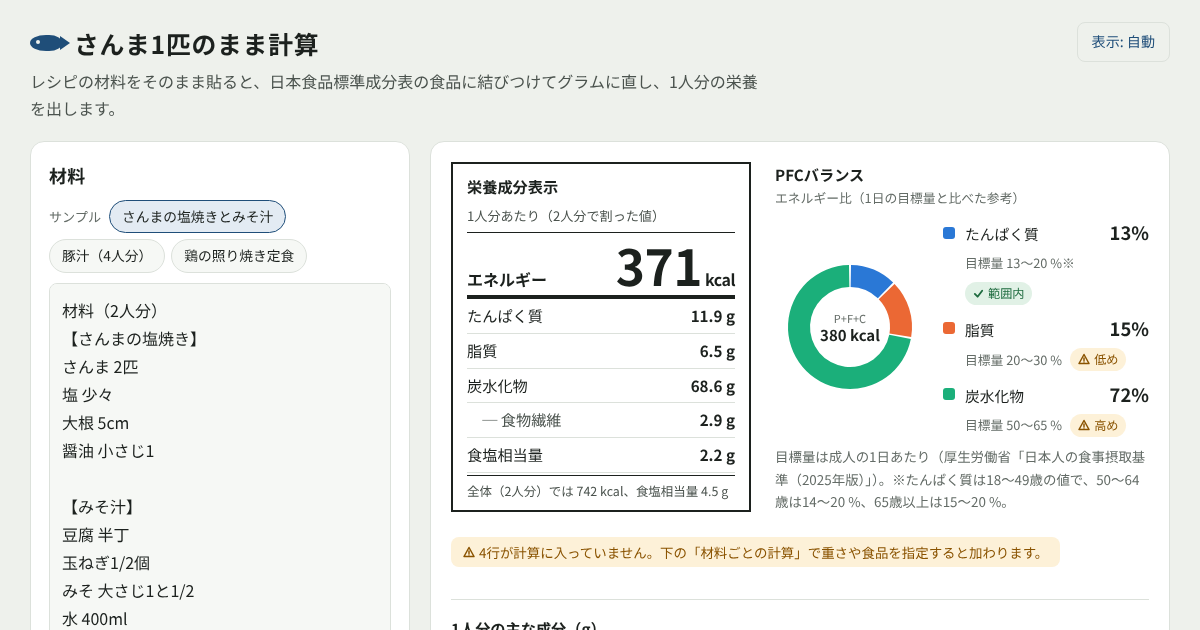 さんま1匹のまま計算
表示: 自動
レシピの材料をそのまま貼ると、日本食品標準成分表の食品に結びつけてグラムに直し、1人分の栄養
を出します。
材料
サンプル さんまの塩焼きとみそ汁
豚汁（4人分） 鶏の照り焼き定食
材料（2人分）
【さんまの塩焼き】
さんま 2匹
塩 少々
大根 5cm
醤油 小さじ1
【みそ汁】
豆腐 半丁
玉ねぎ1/2個
みそ 大さじ1と1/2
水 400ml
栄養成分表示
1人分あたり（2人分で割った値）
エネルギー 371 kcal
たんぱく質 11.9 g
脂質 6.5 g
炭水化物 68.6 g
― 食物繊維 2.9 g
食塩相当量 2.2 g
全体（2人分）では 742 kcal、食塩相当量 4.5 g
PFCバランス
エネルギー比（1日の目標量と比べた参考）
P+F+C
380 kcal
たんぱく質 13%
目標量 13〜20 %※
範囲内
脂質 15%
目標量 20〜30 % 低め
炭水化物 72%
目標量 50〜65 % 高め
目標量は成人の1日あたり（厚生労働省「日本人の食事摂取基
準（2025年版）」）。※たんぱく質は18〜49歳の値で、50〜64
歳は14〜20 %、65歳以上は15〜20 %。
4行が計算に入っていません。下の「材料ごとの計算」で重さや食品を指定すると加わります。
1人分の主な成分（g）